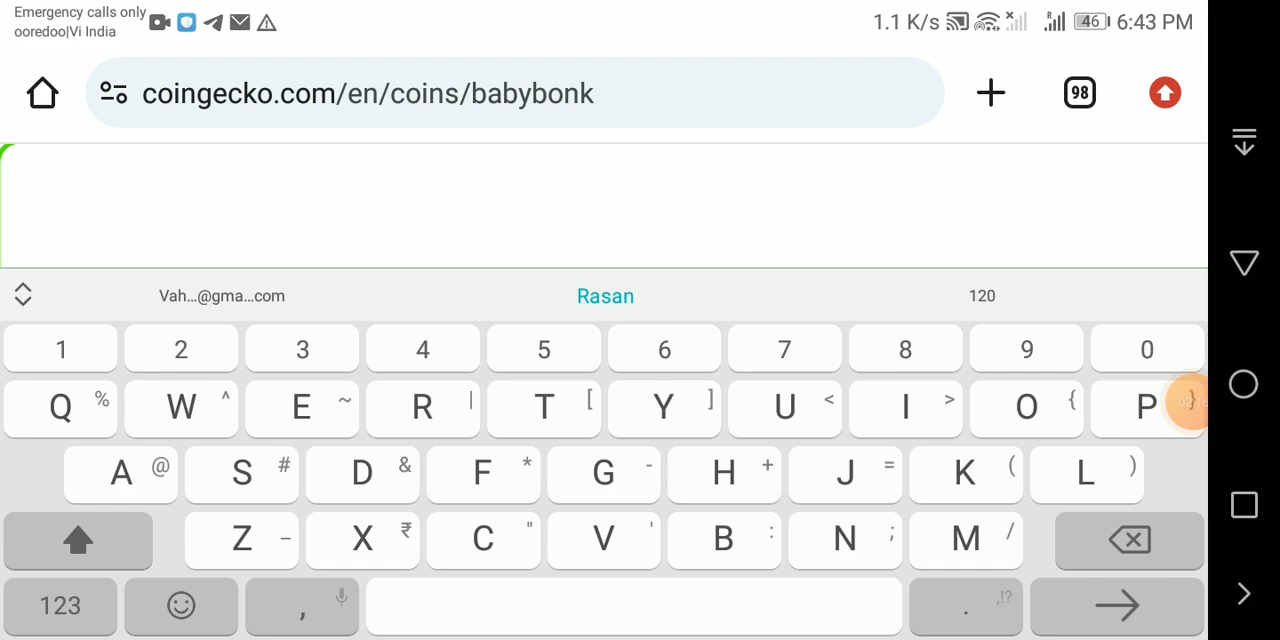 Emergency calls only
ooredoo|Vi India
1.1 K/s 46 6:43 PM
coingecko.com/en/coins/babybonk
98
Vah...@gma...com Rasan 120
1 2 3 4 5 6 7 8 9 0
Q % W ^ E ~ R | T [ Y ] U < I > O { P }
A @ S # D & F * G - H + J = K ( L )
Z _ X ₹ C " V ' B : N ; M /
123 , . ,!?